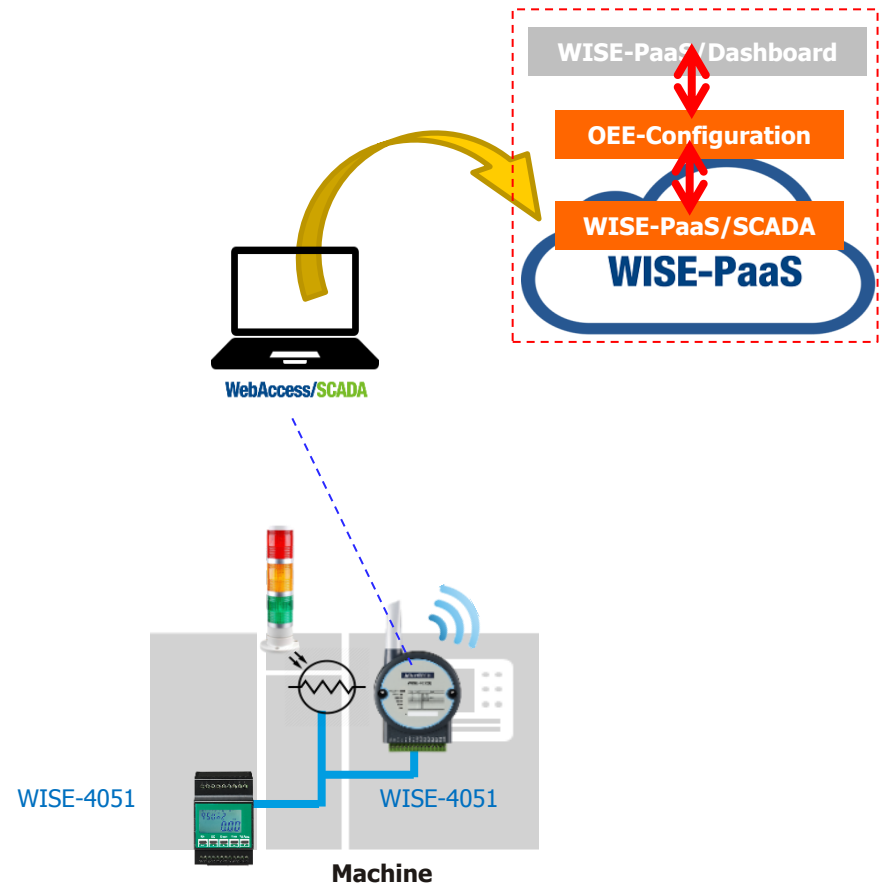 WISE-PaaS/Dashboard
OEE-Configuration
WISE-PaaS/SCADA
WISE-PaaS
WebAccess/SCADA
WISE-4051
WISE-4051
Machine